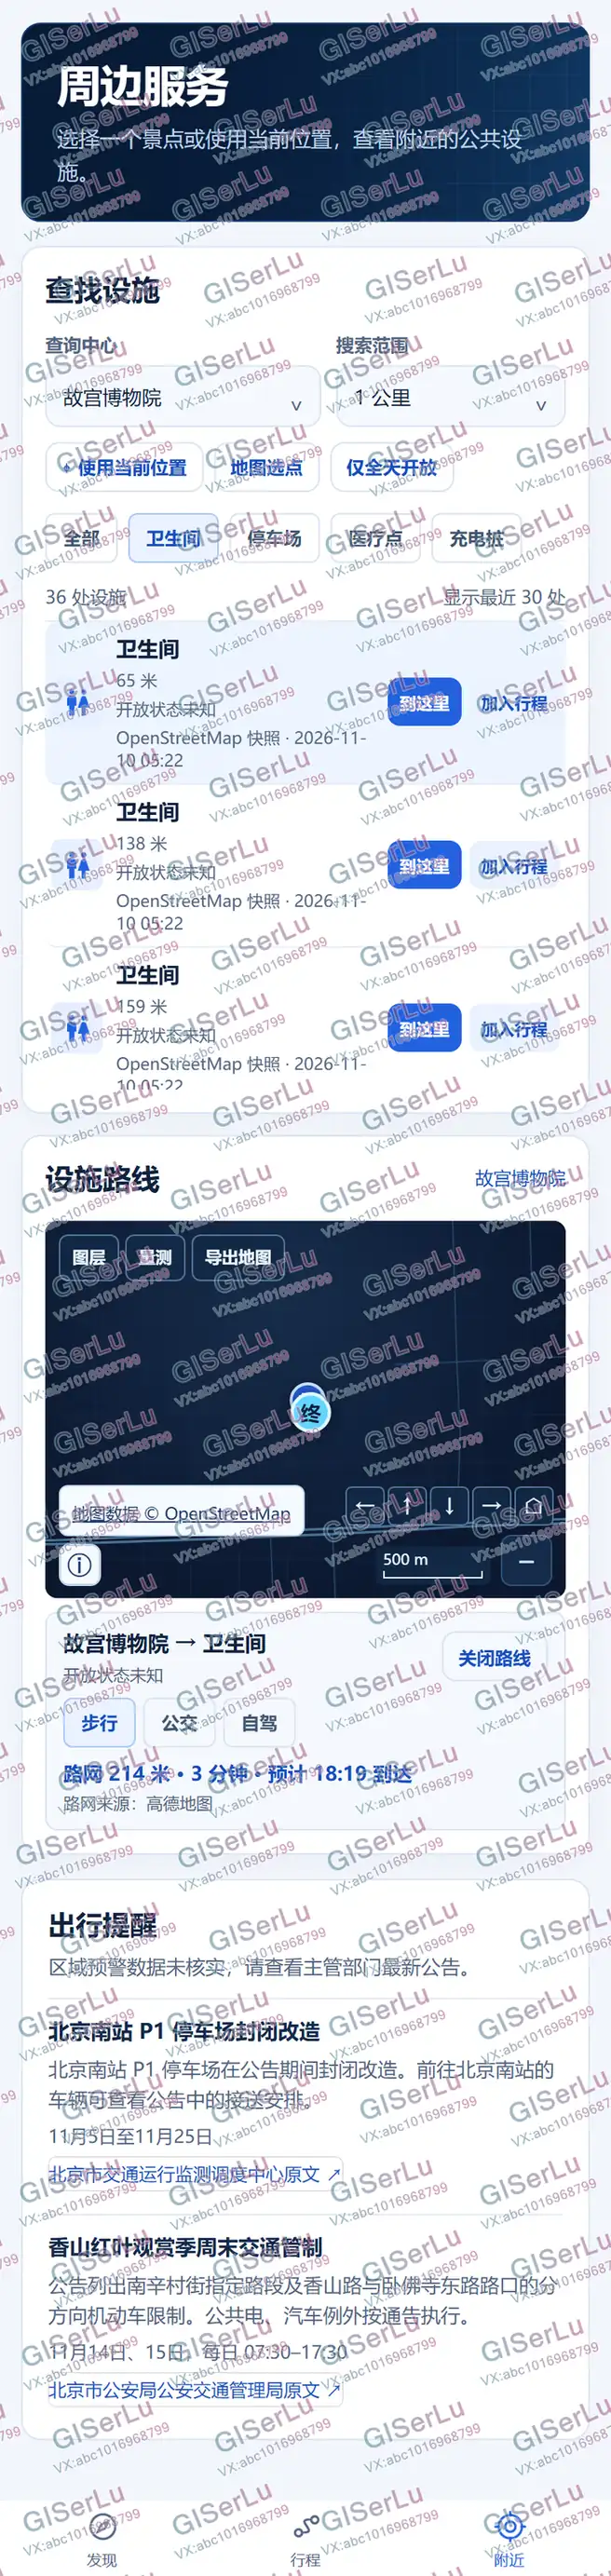 周边服务
选择一个景点或使用当前位置，查看附近的公共设
施。
查找设施
查询中心 搜索范围
故宫博物院 1 公里
使用当前位置 地图选点 仅全天开放
全部 卫生间 停车场 医疗点 充电桩
36 处设施 显示最近 30 处
卫生间
65 米
开放状态未知
OpenStreetMap 快照 · 2026-11-
10 05:22
到这里 加入行程
卫生间
138 米
开放状态未知
OpenStreetMap 快照 · 2026-11-
10 05:22
到这里 加入行程
卫生间
159 米
开放状态未知
OpenStreetMap 快照 · 2026-11-
10 05:22
到这里 加入行程
设施路线 故宫博物院
图层 量测 导出地图
终
地图数据 © OpenStreetMap
← ↑ ↓ →
500 m
故宫博物院 → 卫生间
开放状态未知
关闭路线
步行 公交 自驾
路网 214 米 • 3 分钟 • 预计 18:19 到达
路网来源：高德地图
出行提醒
区域预警数据未核实，请查看主管部门最新公告。
北京南站 P1 停车场封闭改造
北京南站 P1 停车场在公告期间封闭改造。前往北京南站的
车辆可查看公告中的接送安排。
11月5日至11月25日
北京市交通运行监测调度中心原文 ↗
香山红叶观赏季周末交通管制
公告列出南辛村街指定路段及香山路与卧佛寺东路路口的分
方向机动车限制。公共电、汽车例外按通告执行。
11月14日、15日，每日 07:30–17:30
北京市公安局公安交通管理局原文 ↗
发现 行程 附近
GISerLu
VX:abc1016968799